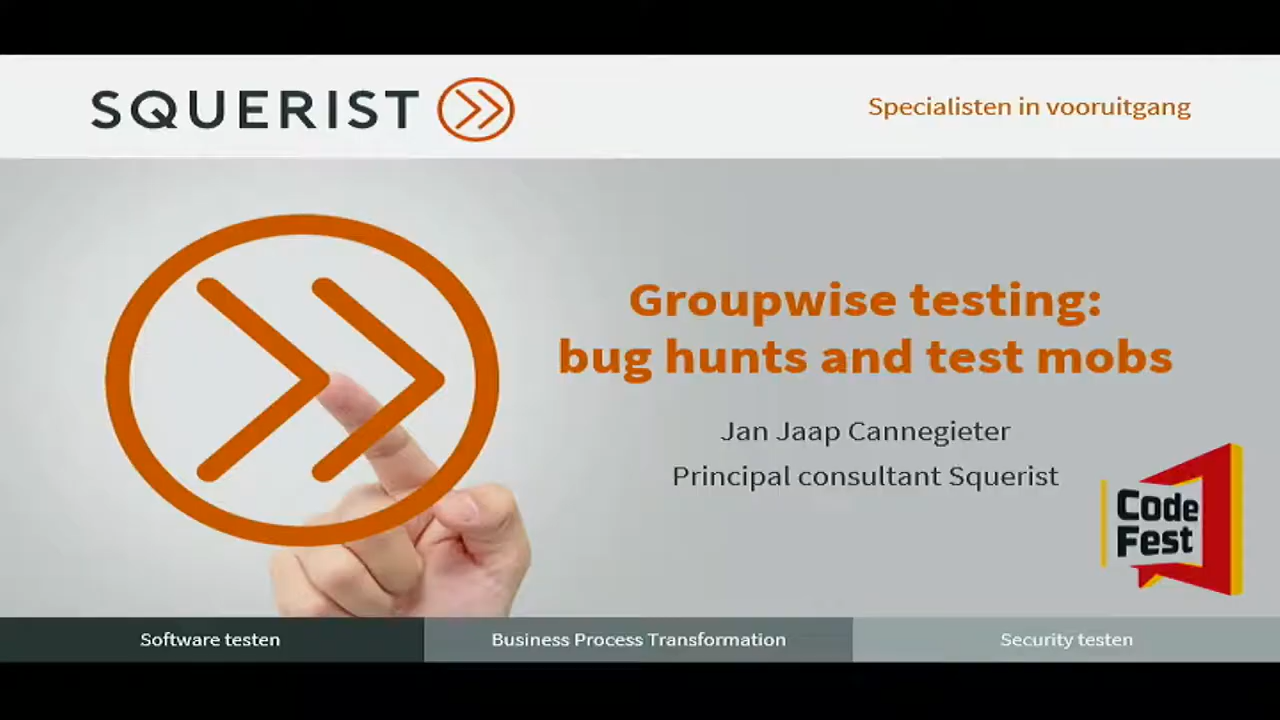 SQUERIST
Specialisten in vooruitgang
Groupwise testing:
bug hunts and test mobs
Jan Jaap Cannegieter
Principal consultant Squerist
Code
Fest
Software testen
Business Process Transformation
Security testen